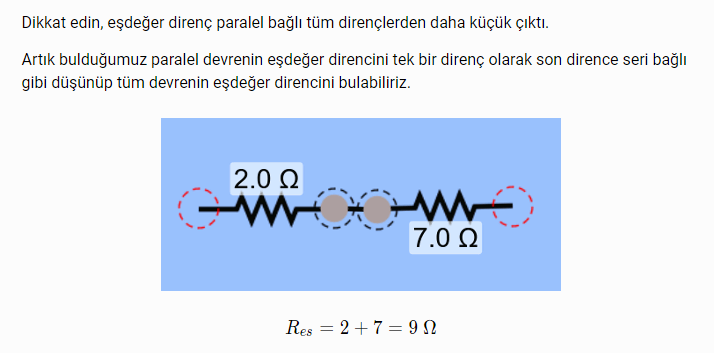 Dikkat edin, eşdeğer direnç paralel bağlı tüm dirençlerden daha küçük çıktı.
Artık bulduğumuz paralel devrenin eşdeğer direncini tek bir direnç olarak son dirence seri bağlı
gibi düşünüp tüm devrenin eşdeğer direncini bulabiliriz.
2.0 Ω
7.0 Ω
R_{es} = 2 + 7 = 9 Ω